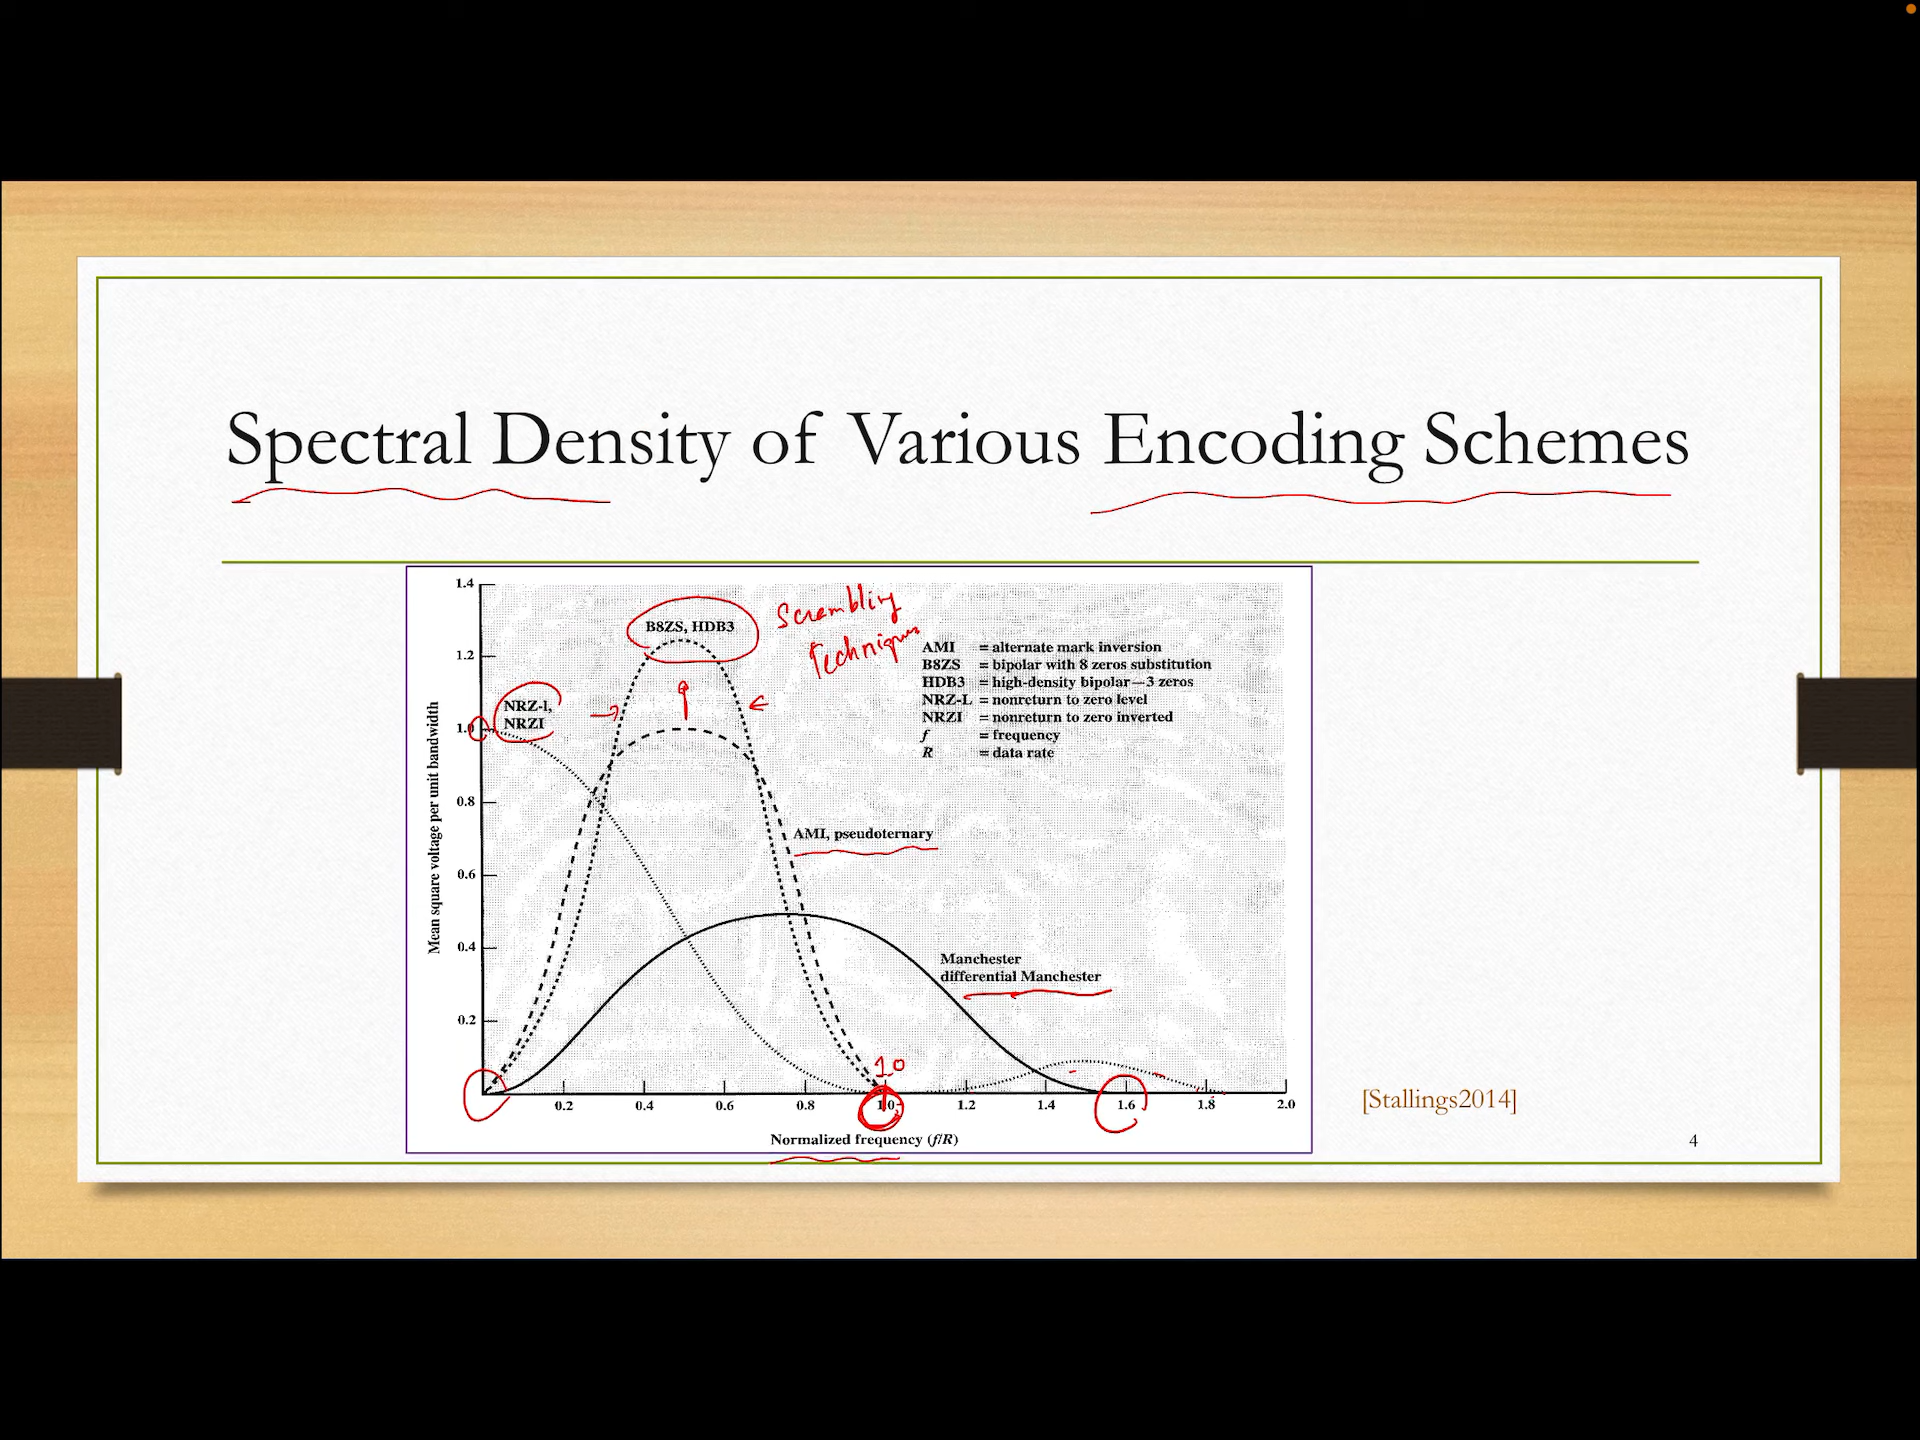 Spectral Density of Various Encoding Schemes
1.4
1.2
1.0
0.8
0.6
0.4
0.2
Mean square voltage per unit bandwidth
B8ZS, HDB3
Scrambling
Techniques
NRZ-l,
NRZI
AMI = alternate mark inversion
B8ZS = bipolar with 8 zeros substitution
HDB3 = high-density bipolar—3 zeros
NRZ-L = nonreturn to zero level
NRZI = nonreturn to zero inverted
f = frequency
R = data rate
AMI, pseudoternary
Manchester
differential Manchester
1.0
0.2 0.4 0.6 0.8 1.0 1.2 1.4 1.6 1.8 2.0
Normalized frequency (f/R)
[Stallings2014]
4